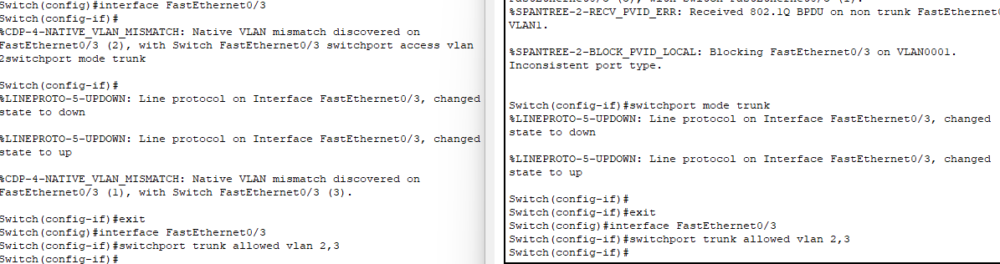 Switch(config)#interface FastEthernet0/3
Switch(config-if)#
%CDP-4-NATIVE_VLAN_MISMATCH: Native VLAN mismatch discovered on
FastEthernet0/3 (2), with Switch FastEthernet0/3 switchport access vlan
2switchport mode trunk
Switch(config-if)#
%LINEPROTO-5-UPDOWN: Line protocol on Interface FastEthernet0/3, changed
state to down
%LINEPROTO-5-UPDOWN: Line protocol on Interface FastEthernet0/3, changed
state to up
%CDP-4-NATIVE_VLAN_MISMATCH: Native VLAN mismatch discovered on
FastEthernet0/3 (1), with Switch FastEthernet0/3 (3).
Switch(config-if)#exit
Switch(config)#interface FastEthernet0/3
Switch(config-if)#switchport trunk allowed vlan 2,3
Switch(config-if)#
%SPANTREE-2-RECV_PVID_ERR: Received 802.1Q BPDU on non trunk FastEthernet
VLAN1.
%SPANTREE-2-BLOCK_PVID_LOCAL: Blocking FastEthernet0/3 on VLAN0001.
Inconsistent port type.
Switch(config-if)#switchport mode trunk
%LINEPROTO-5-UPDOWN: Line protocol on Interface FastEthernet0/3, changed
state to down
%LINEPROTO-5-UPDOWN: Line protocol on Interface FastEthernet0/3, changed
state to up
Switch(config-if)#
Switch(config-if)#exit
Switch(config)#interface FastEthernet0/3
Switch(config-if)#switchport trunk allowed vlan 2,3
Switch(config-if)#